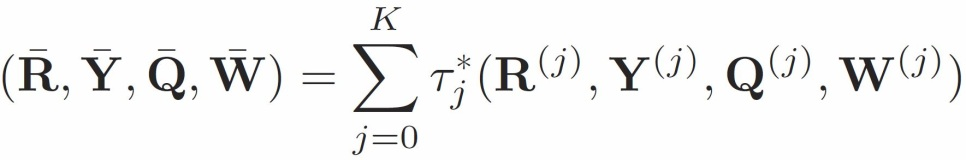 (R̄, Ȳ, Q̄, W̄) = ∑_{j=0}^{K} τ_j^*(R^{(j)}, Y^{(j)}, Q^{(j)}, W^{(j)})